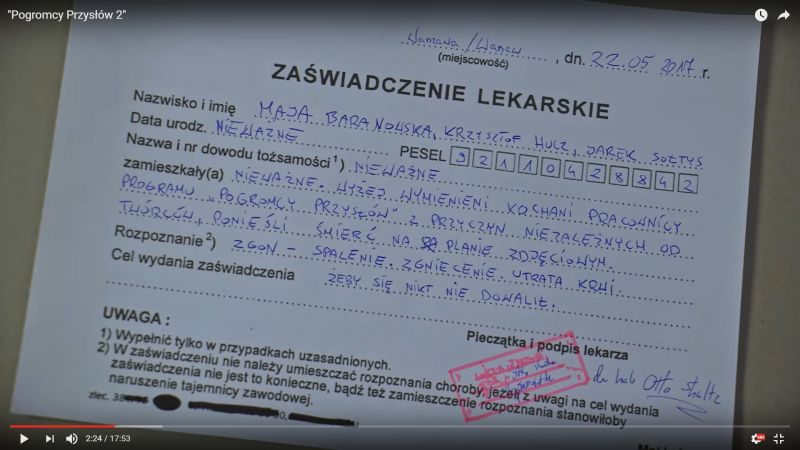 "Pogromcy Przysłów 2"
Warszawa/Warsaw, dn. 22.05 2017 r.
(miejscowość)
ZAŚWIADCZENIE LEKARSKIE
Nazwisko i imię MAJA BARANOWSKA, KRZYSZTOF HULZ, JAREK SOŁTYS
Data urodz. NIEWAŻNE PESEL 92110428842
Nazwa i nr dowodu tożsamości 1) NIEWAŻNE
zamieszkały(a) NIEWAŻNE. WYŻEJ WYMIENIENI KOCHANI PRACOWNICY
PROGRAMU "POGROMCY PRZYSŁÓW" Z PRZYCZYN NIEZALEŻNYCH OD
TWÓRCÓW, PONIEŚLI ŚMIERĆ NA PLANIE ZDJĘCIOWYM.
Rozpoznanie 2) ZGON - SPALENIE, ZGNIECENIE UTRATA KRWI.
Cel wydania zaświadczenia ŻEBY SIĘ NIKT NIE DOWALIŁ.
UWAGA :
Pieczątka i podpis lekarza
1) Wypełnić tylko w przypadkach uzasadnionych.
2) W zaświadczeniu nie należy umieszczać rozpoznania choroby, jeżeli z uwagi na cel wydania
zaświadczenia nie jest to konieczne, bądź też zamieszczenie rozpoznania stanowiłoby
naruszenie tajemnicy zawodowej.
dr hab Otto Shultz
zlec.
2:24 / 17:53
HD